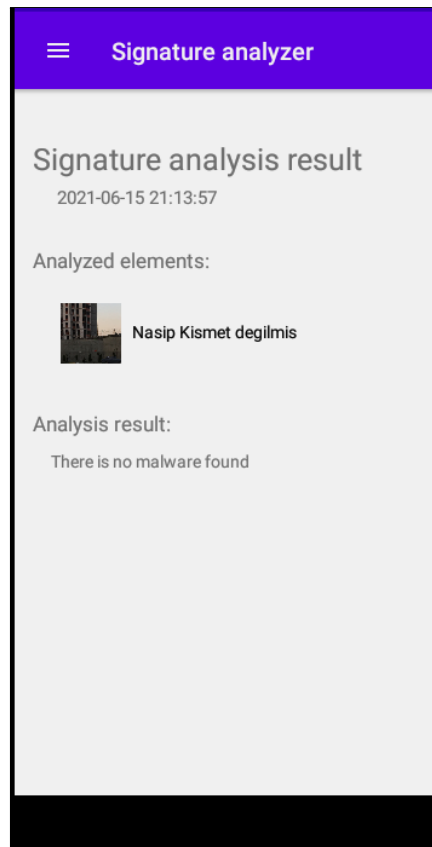 Signature analyzer
Signature analysis result
2021-06-15 21:13:57
Analyzed elements:
Nasip Kismet degilmis
Analysis result:
There is no malware found